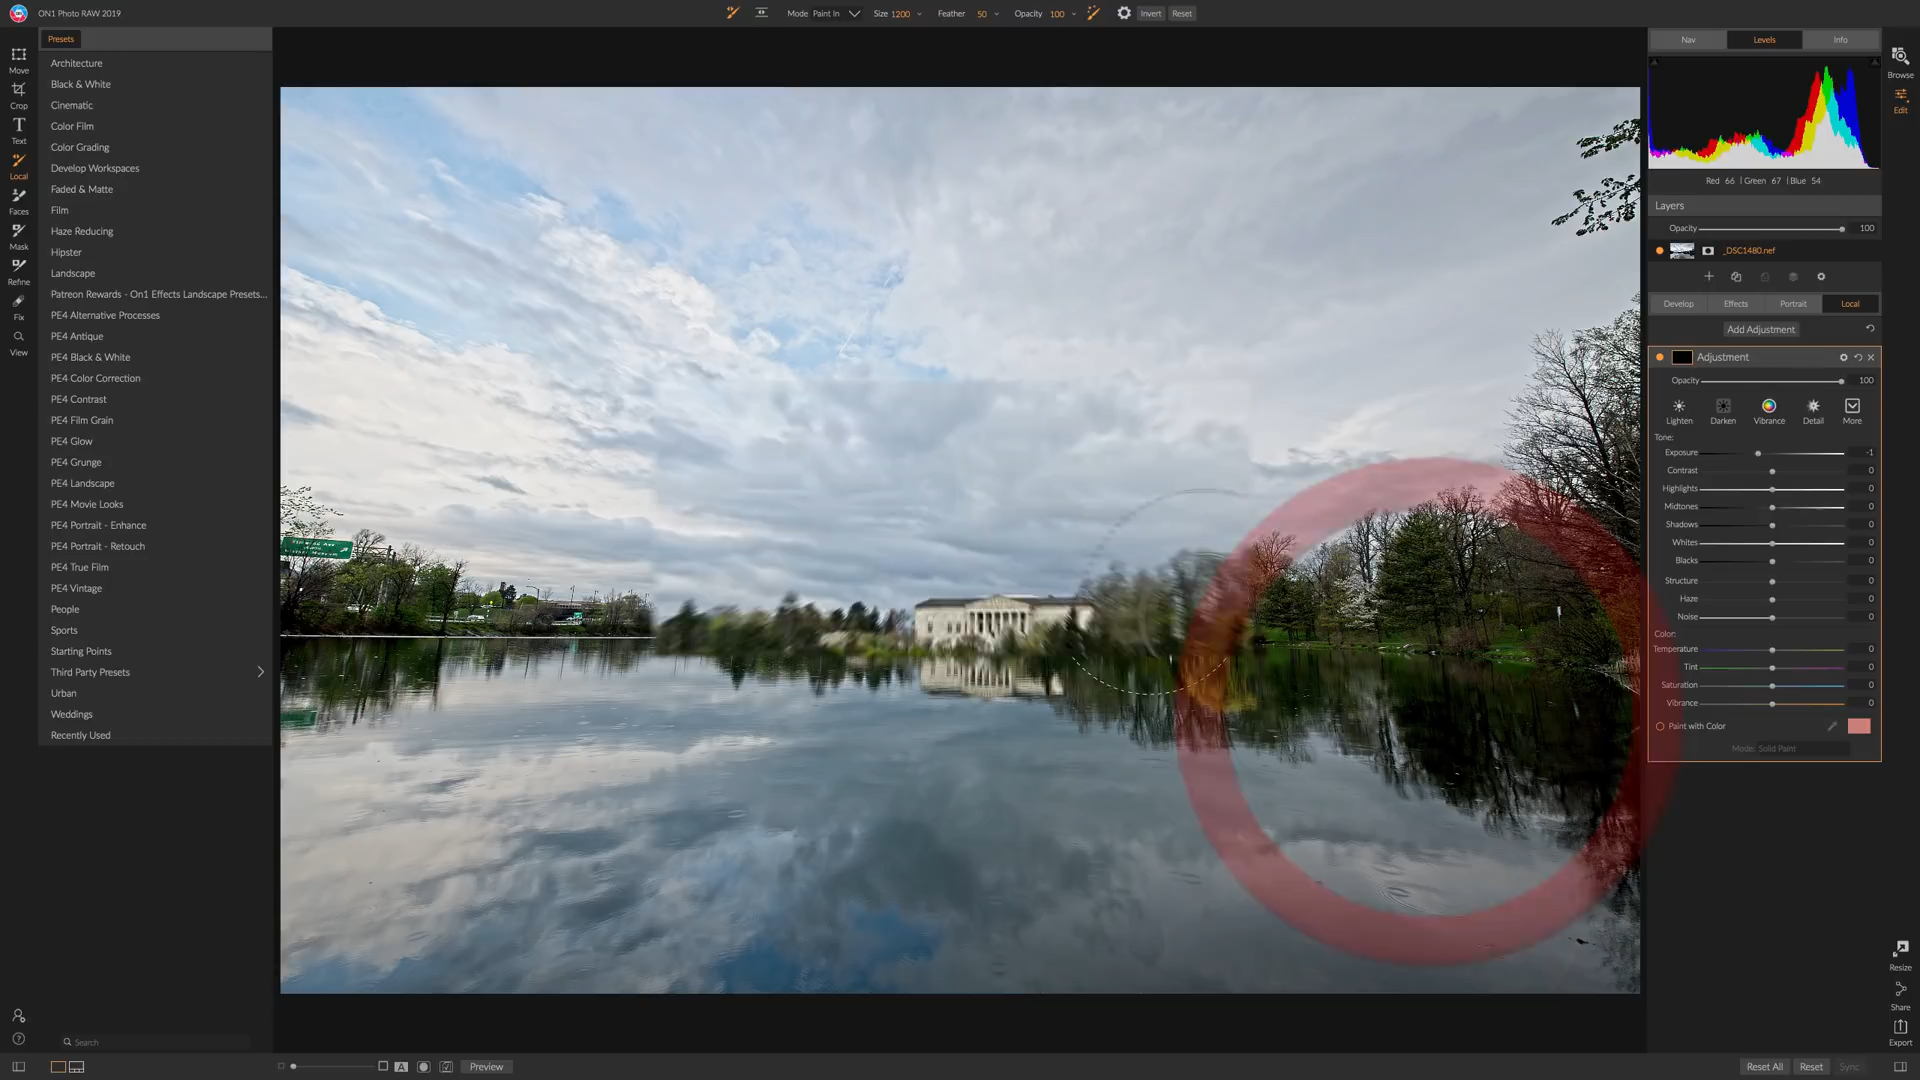 ON1 Photo RAW 2019
Mode Paint In Size 1200 Feather 50 Opacity 100 Invert Reset
Presets
Architecture
Black & White
Cinematic
Color Film
Color Grading
Develop Workspaces
Faded & Matte
Film
Haze Reducing
Hipster
Landscape
Patreon Rewards - On1 Effects Landscape Presets...
PE4 Alternative Processes
PE4 Antique
PE4 Black & White
PE4 Color Correction
PE4 Contrast
PE4 Film Grain
PE4 Glow
PE4 Grunge
PE4 Landscape
PE4 Movie Looks
PE4 Portrait - Enhance
PE4 Portrait - Retouch
PE4 True Film
PE4 Vintage
People
Sports
Starting Points
Third Party Presets
Urban
Weddings
Recently Used
Search
Move
Crop
Text
Local
Faces
Mask
Refine
Fix
View
A
Preview
Nav Levels Info
Red 66 | Green 67 | Blue 54
Layers
Opacity 100
_DSC1480.nef
Develop Effects Portrait Local
Add Adjustment
Adjustment
Opacity 100
Lighten Darken Vibrance Detail More
Tone:
Exposure -1
Contrast 0
Highlights 0
Midtones 0
Shadows 0
Whites 0
Blacks 0
Structure 0
Haze 0
Noise 0
Color:
Temperature 0
Tint 0
Saturation 0
Vibrance 0
Paint with Color
Mode: Solid Paint
Browse
Edit
Resize
Share
Export
Reset All Reset Sync